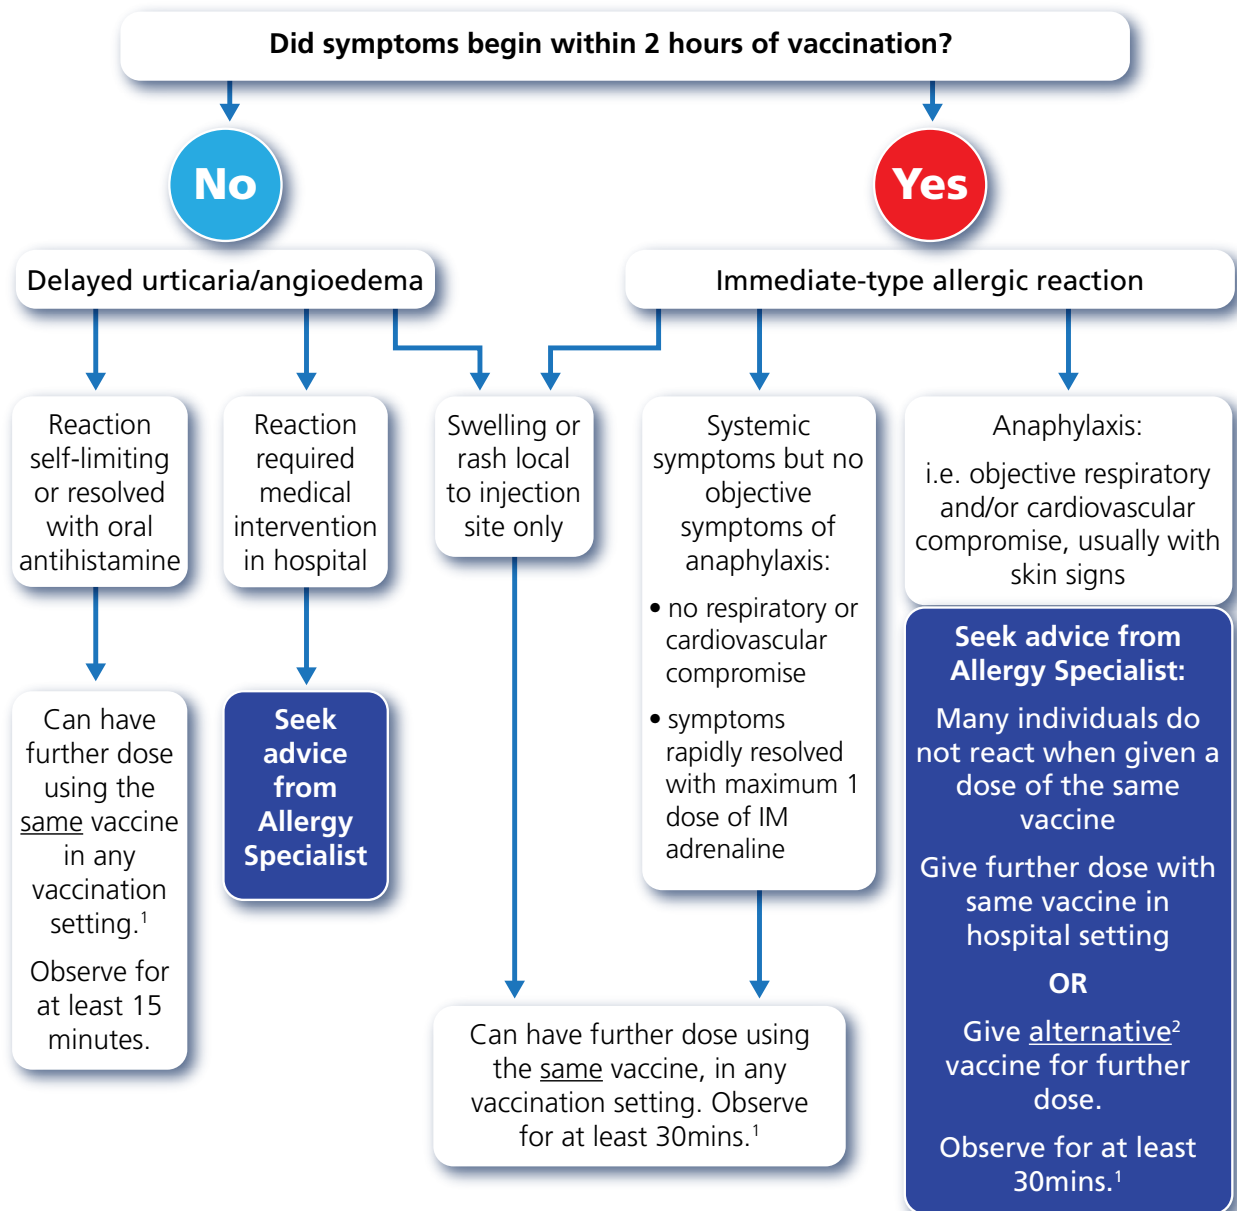 Did symptoms begin within 2 hours of vaccination?
No
Yes
Delayed urticaria/angioedema
Immediate-type allergic reaction
Reaction
self-limiting
or resolved
with oral
antihistamine
Reaction
required
medical
intervention
in hospital
Swelling or
rash local
to injection
site only
Systemic
symptoms but no
objective
symptoms of
anaphylaxis:
• no respiratory or
cardiovascular
compromise
• symptoms
rapidly resolved
with maximum 1
dose of IM
adrenaline
Anaphylaxis:
i.e. objective respiratory
and/or cardiovascular
compromise, usually with
skin signs
Can have
further dose
using the
same vaccine
in any
vaccination
setting.¹
Observe for
at least 15
minutes.
Seek
advice
from
Allergy
Specialist
Can have further dose using
the same vaccine, in any
vaccination setting. Observe
for at least 30mins.¹
Seek advice from
Allergy Specialist:
Many individuals do
not react when given a
dose of the same
vaccine
Give further dose with
same vaccine in
hospital setting
OR
Give alternative²
vaccine for further
dose.
Observe for at least
30mins.¹